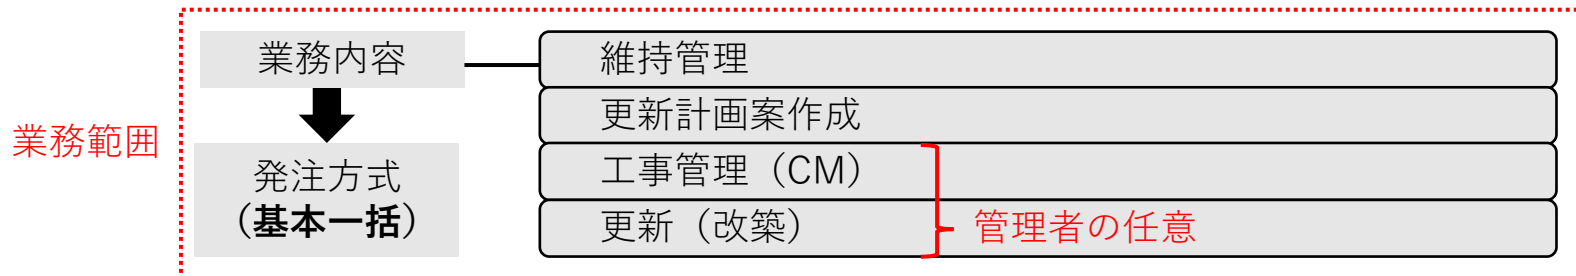 業務範囲
業務内容
発注方式
（基本一括）
維持管理
更新計画案作成
工事管理（CM）
更新（改築）
管理者の任意